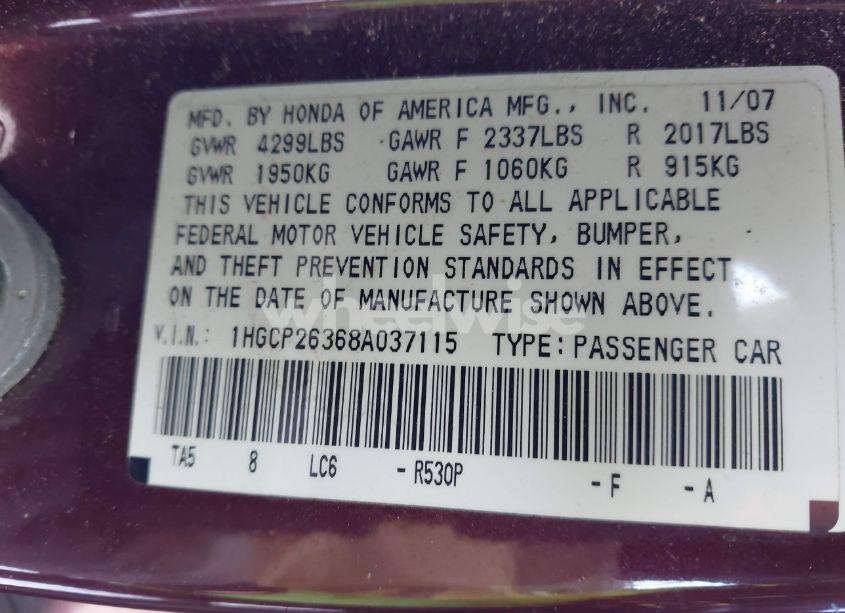 MFD. BY HONDA OF AMERICA MFG., INC. 11/07
GVWR 4299LBS GAWR F 2337LBS R 2017LBS
GVWR 1950KG GAWR F 1060KG R 915KG
THIS VEHICLE CONFORMS TO ALL APPLICABLE
FEDERAL MOTOR VEHICLE SAFETY, BUMPER,
AND THEFT PREVENTION STANDARDS IN EFFECT
ON THE DATE OF MANUFACTURE SHOWN ABOVE.
wheelwise
V.I.N.: 1HGCP26368A037115 TYPE: PASSENGER CAR
TA5 8 LC6 -R530P -F -A